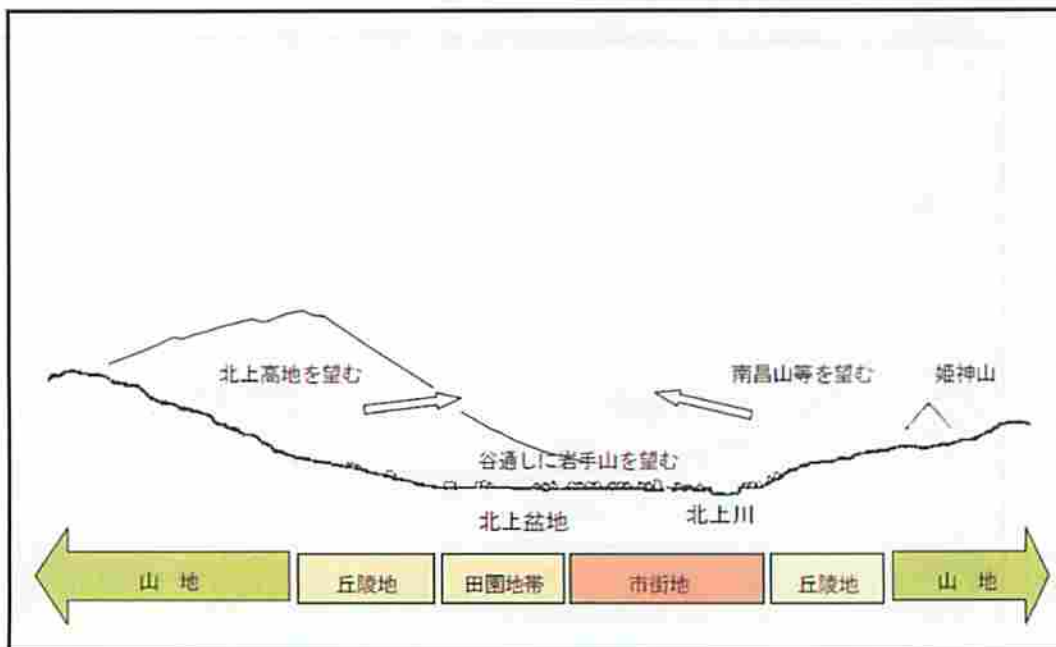 北上高地を望む
南昌山等を望む
姫神山
谷通しに岩手山を望む
北上盆地
北上川
山 地
丘陵地
田園地帯
市街地
丘陵地
山 地